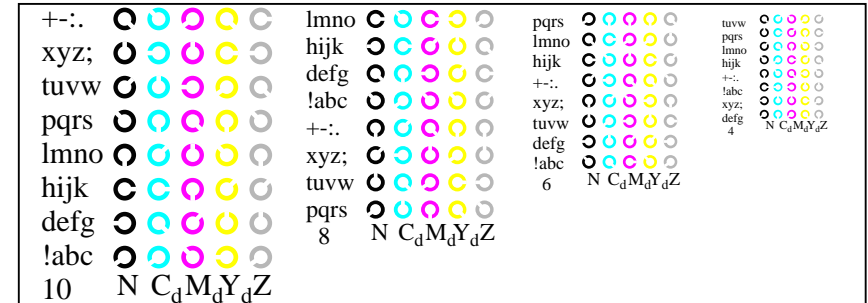 +-:.
xyz;
tuvw
pqrs
lmno
hijk
defg
!abc
10 N CdMdYdZ
lmno
hijk
defg
!abc
+-:.
xyz;
tuvw
pqrs
8 N CdMdYdZ
pqrs
lmno
hijk
+-:.
xyz;
tuvw
defg
!abc
6 N CdMdYdZ
tuvw
pqrs
lmno
hijk
+-:.
!abc
xyz;
defg
4 N CdMdYdZ